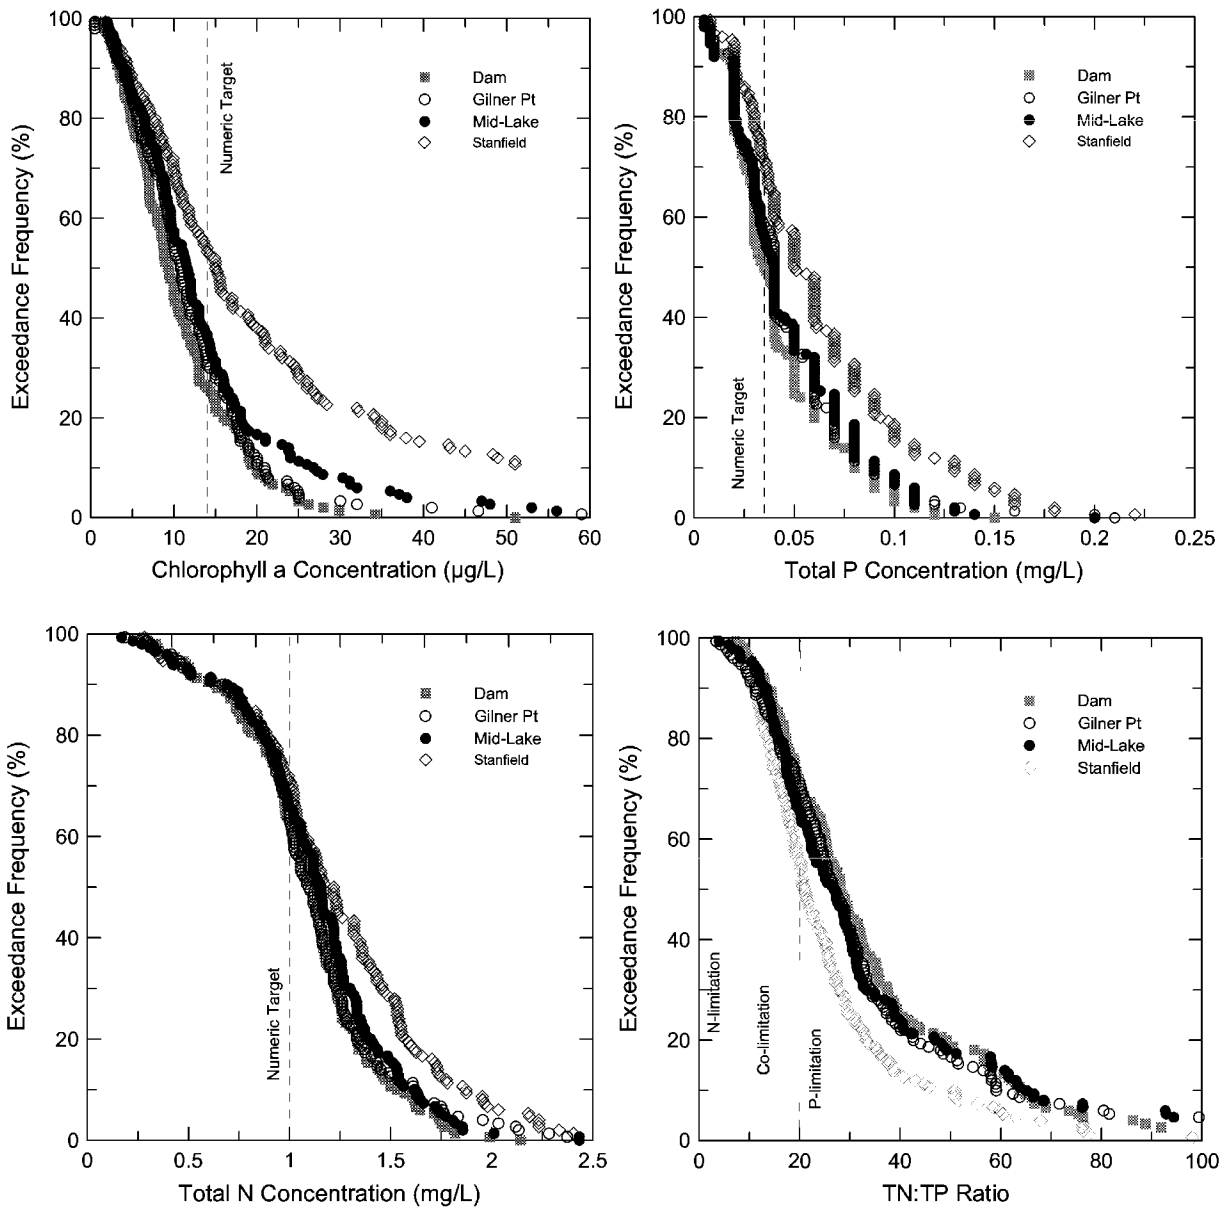 100
80
60
40
20
0
Exceedance Frequency (%)
Numeric Target
Dam
Gilner Pt
Mid-Lake
Stanfield
0 10 20 30 40 50 60
Chlorophyll a Concentration (µg/L)
100
80
60
40
20
0
Exceedance Frequency (%)
Numeric Target
Dam
Gilner Pt
Mid-Lake
Stanfield
0 0.05 0.1 0.15 0.2 0.25
Total P Concentration (mg/L)
100
80
60
40
20
0
Exceedance Frequency (%)
Numeric Target
Dam
Gilner Pt
Mid-Lake
Stanfield
0 0.5 1 1.5 2 2.5
Total N Concentration (mg/L)
100
80
60
40
20
0
Exceedance Frequency (%)
N-limitation
Co-limitation
P-limitation
Dam
Gilner Pt
Mid-Lake
Stanfield
0 20 40 60 80 100
TN:TP Ratio